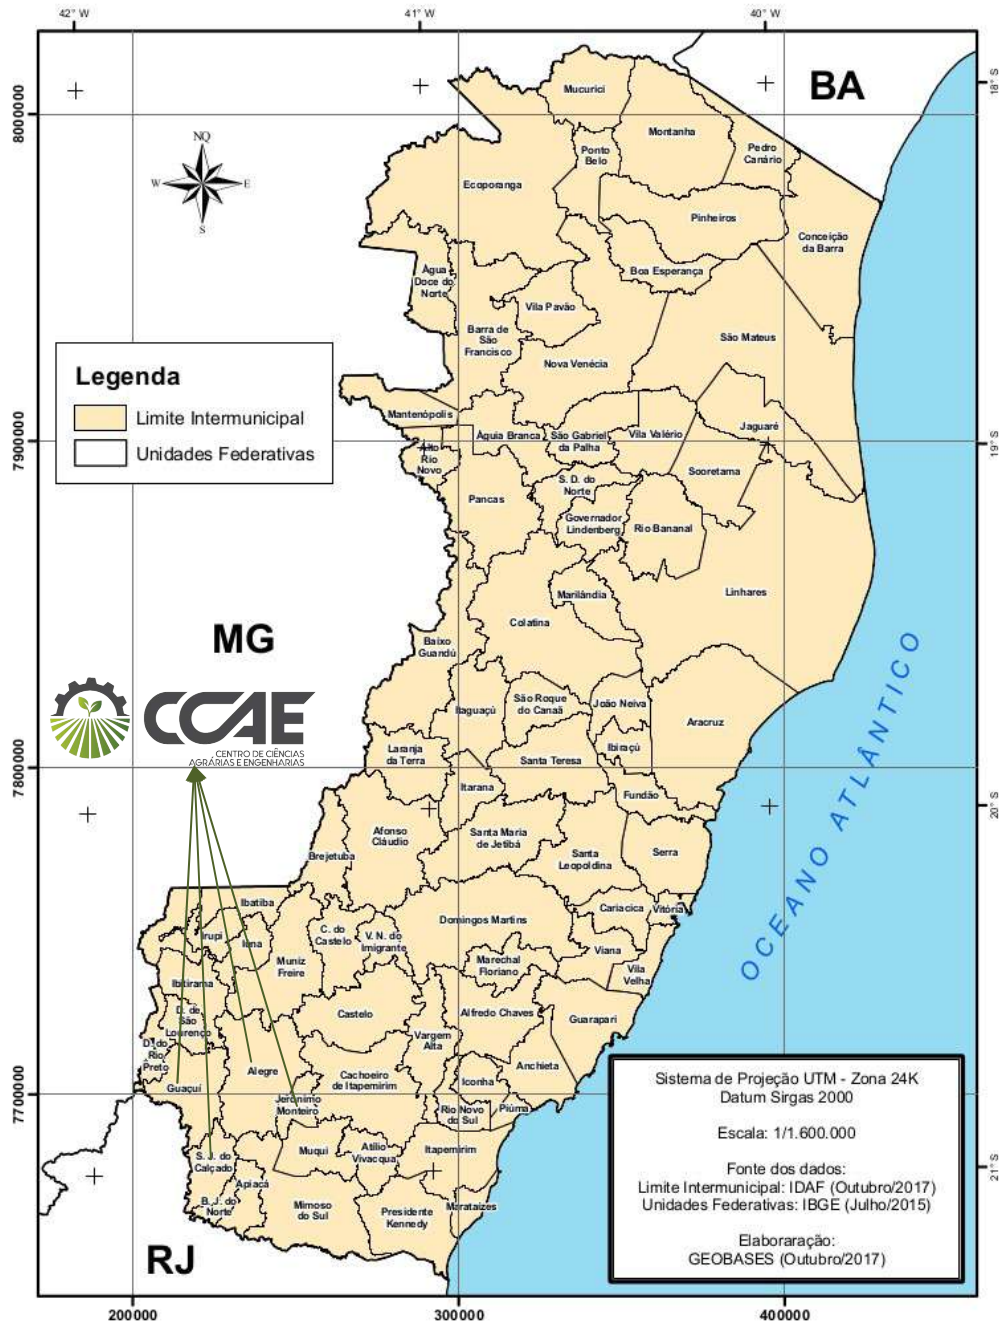 42° W
41° W
40° W
18° S
19° S
20° S
21° S
8000000
7900000
7800000
7700000
200000
300000
400000
NO
W
E
S
BA
MG
RJ
OCEANO ATLÂNTICO
Legenda
Limite Intermunicipal
Unidades Federativas
CCAE
CENTRO DE CIÊNCIAS
AGRÁRIAS E ENGENHARIAS
Mucurici
Montanha
Ponto
Belo
Pedro
Canário
Ecoporanga
Pinheiros
Conceição
da Barra
Água
Doce do
Norte
Boa Esperança
Vila Pavão
Barra de
São
Francisco
São Mateus
Nova Venécia
Mantenópolis
Águia Branca
São Gabriel
da Palha
Vila Valério
Jaguaré
Alto
Rio
Novo
Sooretama
Pancas
S. D. do
Norte
Governador
Lindenberg
Rio Bananal
Marilândia
Linhares
Colatina
Baixo
Guandú
Itaguaçú
São Roque
do Canaã
João Neiva
Aracruz
Laranja
da Terra
Ibiraçú
Santa Teresa
Itarana
Fundão
Afonso
Cláudio
Santa Maria
de Jetibá
Brejetuba
Santa
Leopoldina
Serra
Ibatiba
Domingos Martins
Cariacica
Vitória
Irupi
Iúna
C. do
Castelo
V. N. do
Imigrante
Viana
Muniz
Freire
Marechal
Floriano
Vila
Velha
Ibitirama
Castelo
Alfredo Chaves
Guarapari
D. de
São
Lourenço
Vargem
Alta
D. do
Rio
Preto
Guaçuí
Alegre
Anchieta
Cachoeiro
de Itapemirim
Iconha
Jerônimo
Monteiro
Rio Novo
do Sul
Piúma
S. J. do
Calçado
Muqui
Atílio
Vivacqua
Itapemirim
Apiacá
B. J. do
Norte
Mimoso
do Sul
Presidente
Kennedy
Marataízes
Sistema de Projeção UTM - Zona 24K
Datum Sirgas 2000
Escala: 1/1.600.000
Fonte dos dados:
Limite Intermunicipal: IDAF (Outubro/2017)
Unidades Federativas: IBGE (Julho/2015)
Elaboraração:
GEOBASES (Outubro/2017)